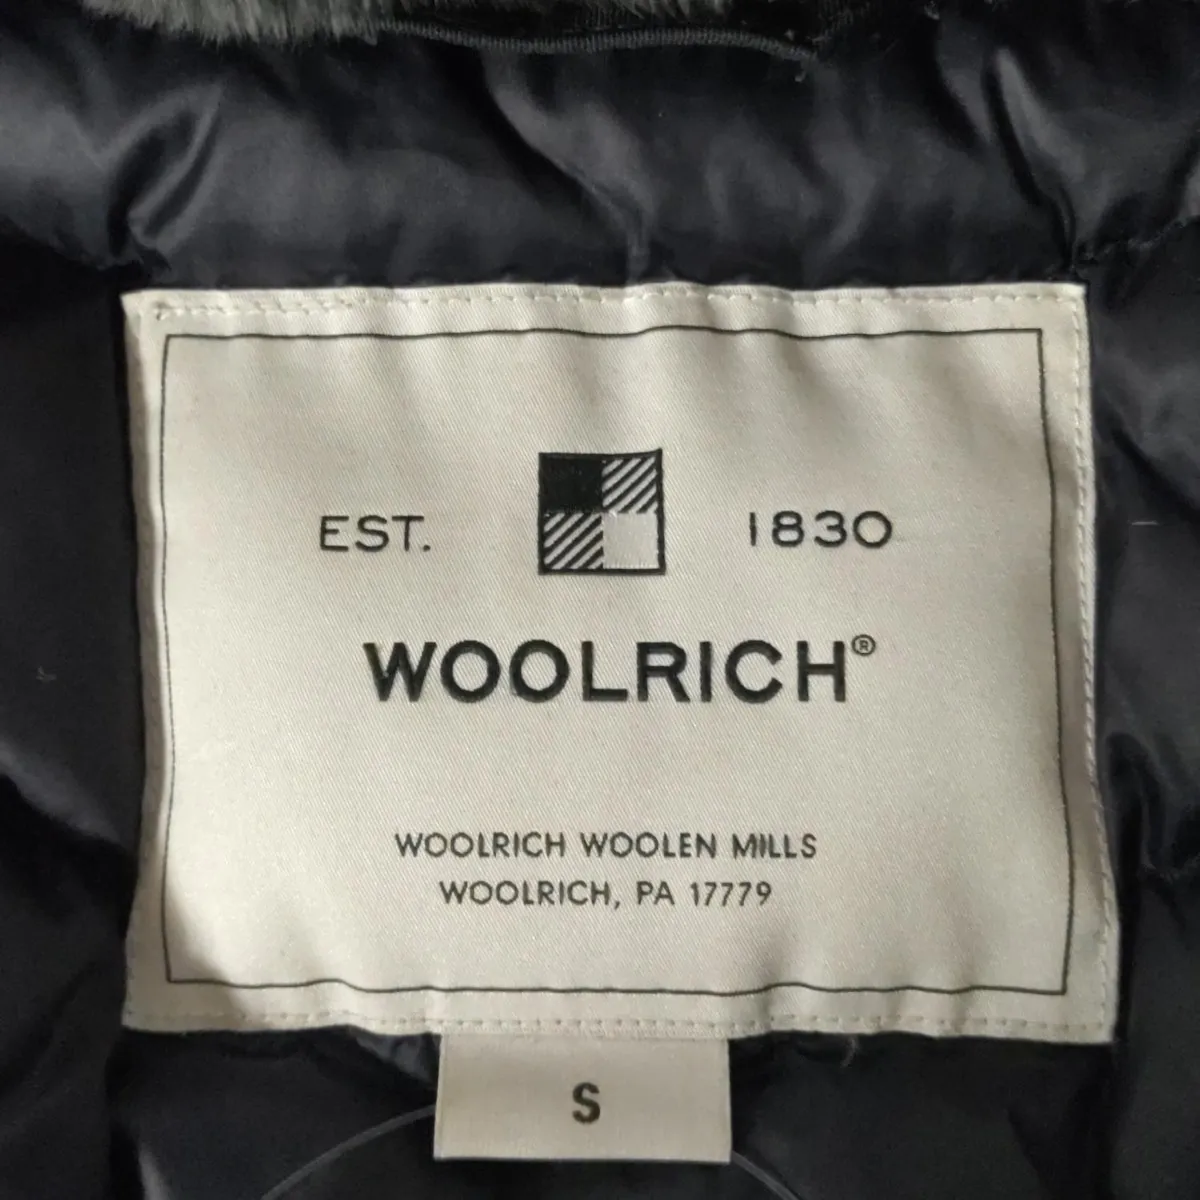 EST. 1830
WOOLRICH®
WOOLRICH WOOLEN MILLS
WOOLRICH, PA 17779
S